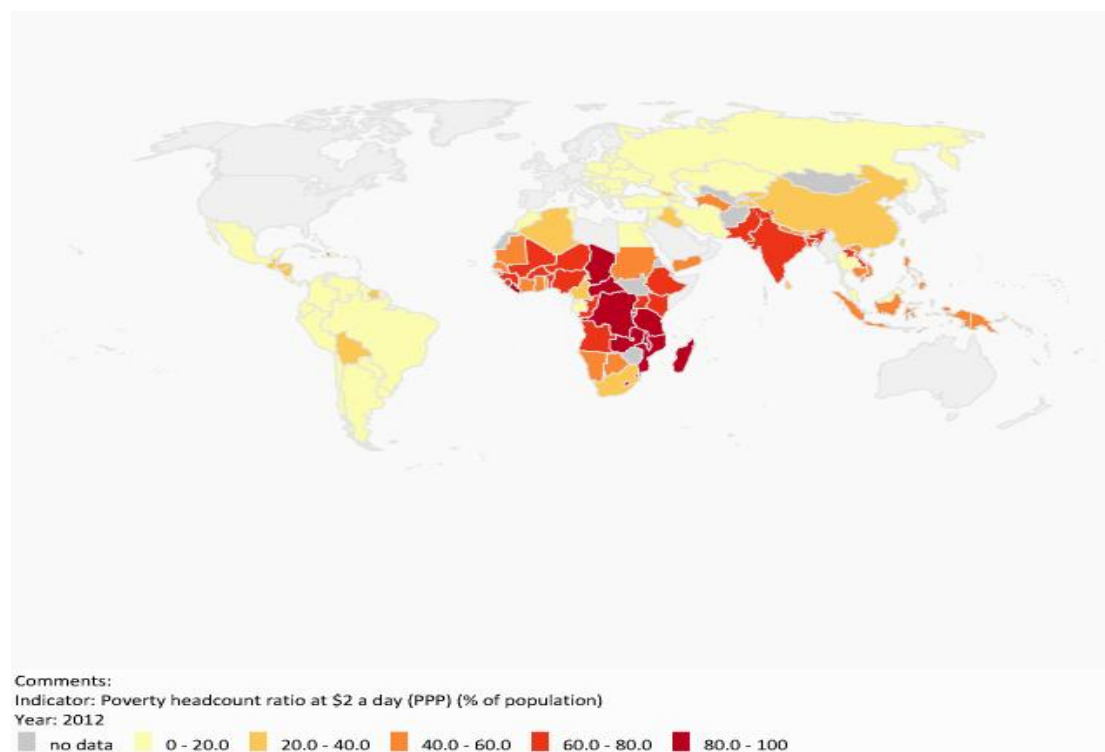 Comments:
Indicator: Poverty headcount ratio at $2 a day (PPP) (% of population)
Year: 2012
no data 0 - 20.0 20.0 - 40.0 40.0 - 60.0 60.0 - 80.0 80.0 - 100